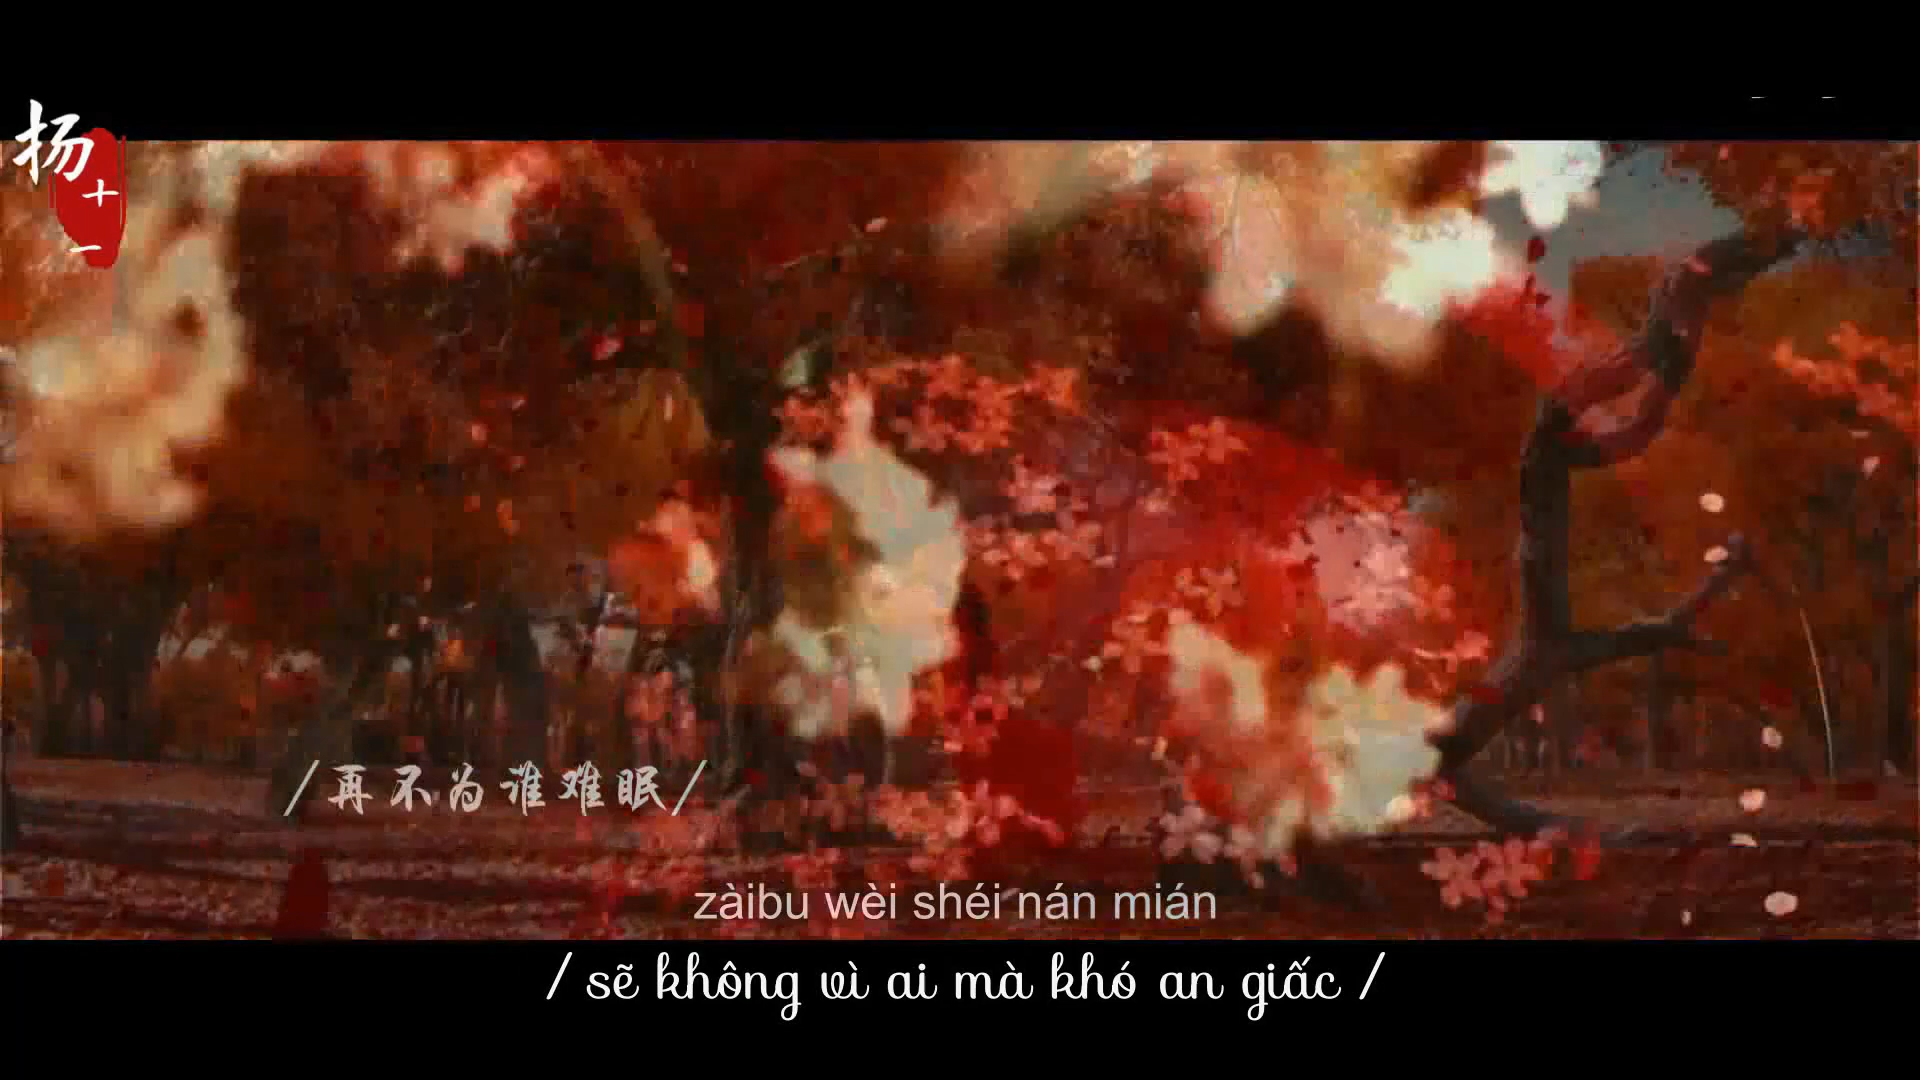 扬
十
一
/再不为谁难眠/
zàibu wèi shéi nán mián
/ sẽ không vì ai mà khó an giấc /